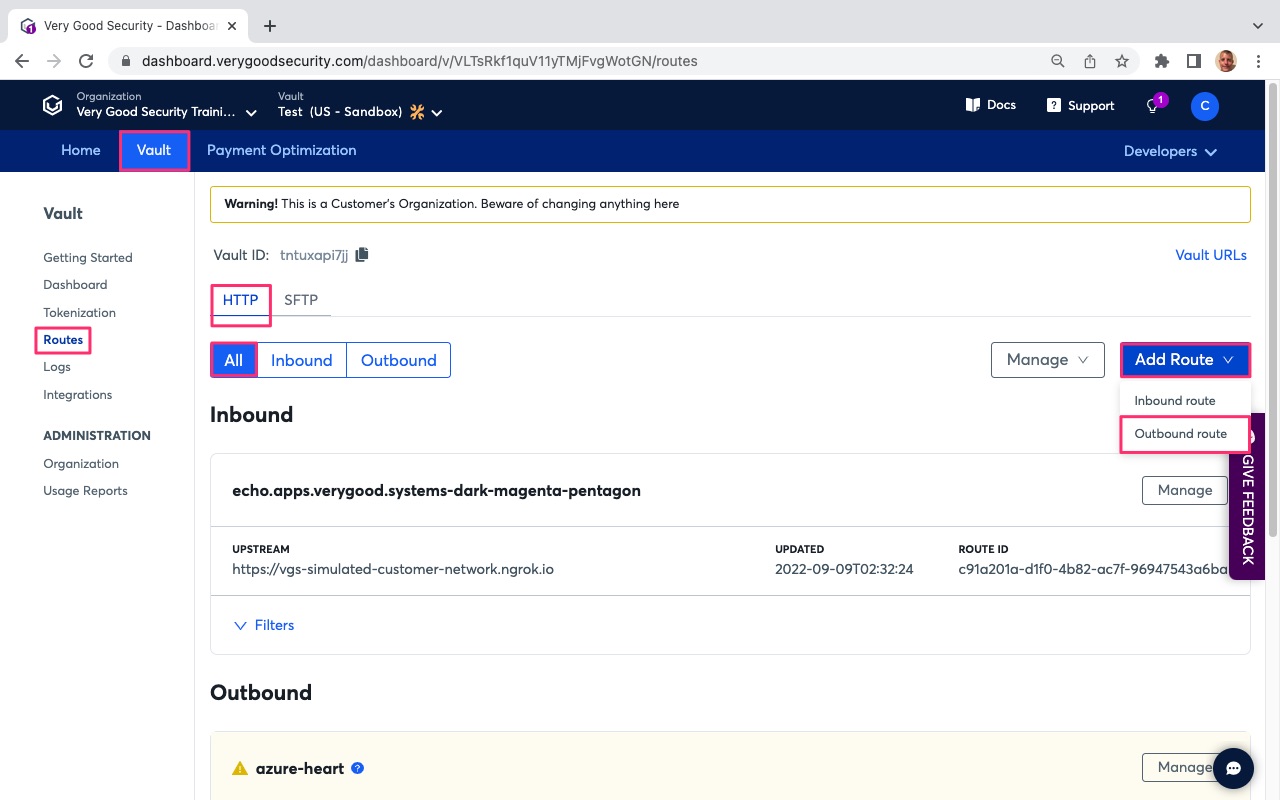 Very Good Security - Dashboa
dashboard.verygoodsecurity.com/dashboard/v/VLTsRkf1quV11yTMjFvgWotGN/routes
Organization
Very Good Security Traini...
Vault
Test (US - Sandbox)
Docs
Support
1
C
Home
Vault
Payment Optimization
Developers
Vault
Getting Started
Dashboard
Tokenization
Routes
Logs
Integrations
ADMINISTRATION
Organization
Usage Reports
Warning! This is a Customer's Organization. Beware of changing anything here
Vault ID: tntuxapi7jj
Vault URLs
HTTP
SFTP
All
Inbound
Outbound
Manage
Add Route
Inbound route
Outbound route
Inbound
echo.apps.verygood.systems-dark-magenta-pentagon
Manage
UPSTREAM
https://vgs-simulated-customer-network.ngrok.io
UPDATED
2022-09-09T02:32:24
ROUTE ID
c91a201a-d1f0-4b82-ac7f-96947543a6ba
GIVE FEEDBACK
Filters
Outbound
azure-heart
Manage